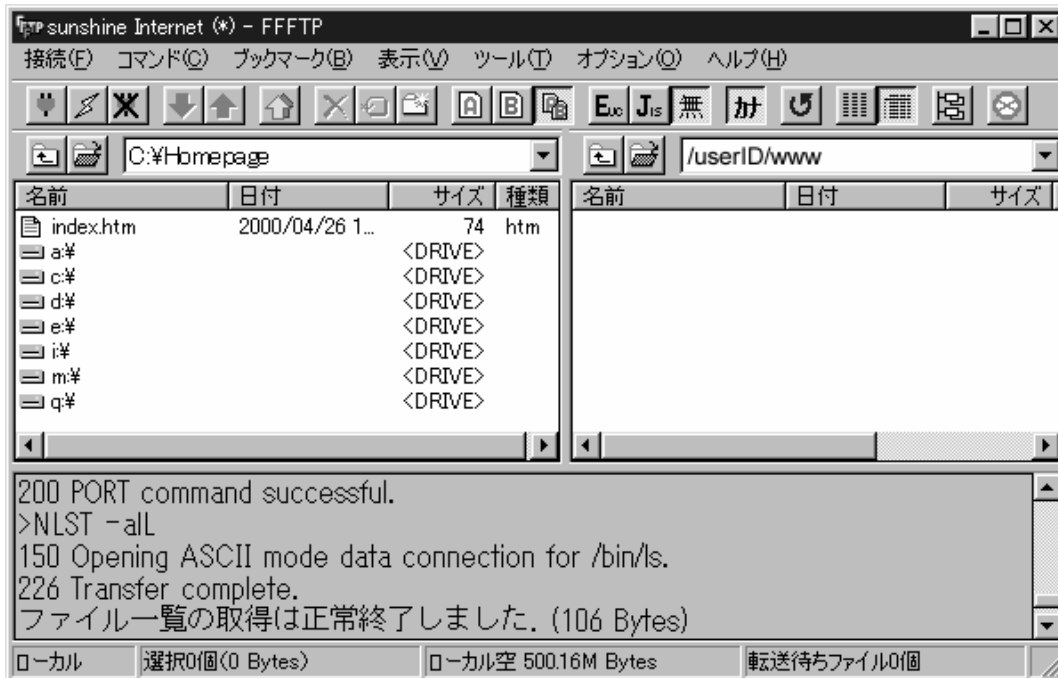 sunshine Internet (*) - FFFTP
接続(F) コマンド(C) ブックマーク(B) 表示(V) ツール(T) オプション(O) ヘルプ(H)
A B Euc JIS 無 カナ
C:¥Homepage /userID/www
名前 日付 サイズ 種類 名前 日付 サイズ
index.htm 2000/04/26 1... 74 htm
a:¥ <DRIVE>
c:¥ <DRIVE>
d:¥ <DRIVE>
e:¥ <DRIVE>
i:¥ <DRIVE>
m:¥ <DRIVE>
q:¥ <DRIVE>
200 PORT command successful.
>NLST -alL
150 Opening ASCII mode data connection for /bin/ls.
226 Transfer complete.
ファイル一覧の取得は正常終了しました. (106 Bytes)
ローカル 選択0個(0 Bytes) ローカル空 500.16M Bytes 転送待ちファイル0個